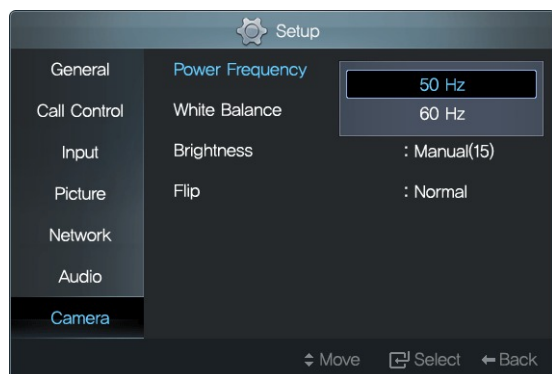 Setup
General
Call Control
Input
Picture
Network
Audio
Camera
Power Frequency
50 Hz
60 Hz
White Balance
Brightness : Manual(15)
Flip : Normal
Move Select Back